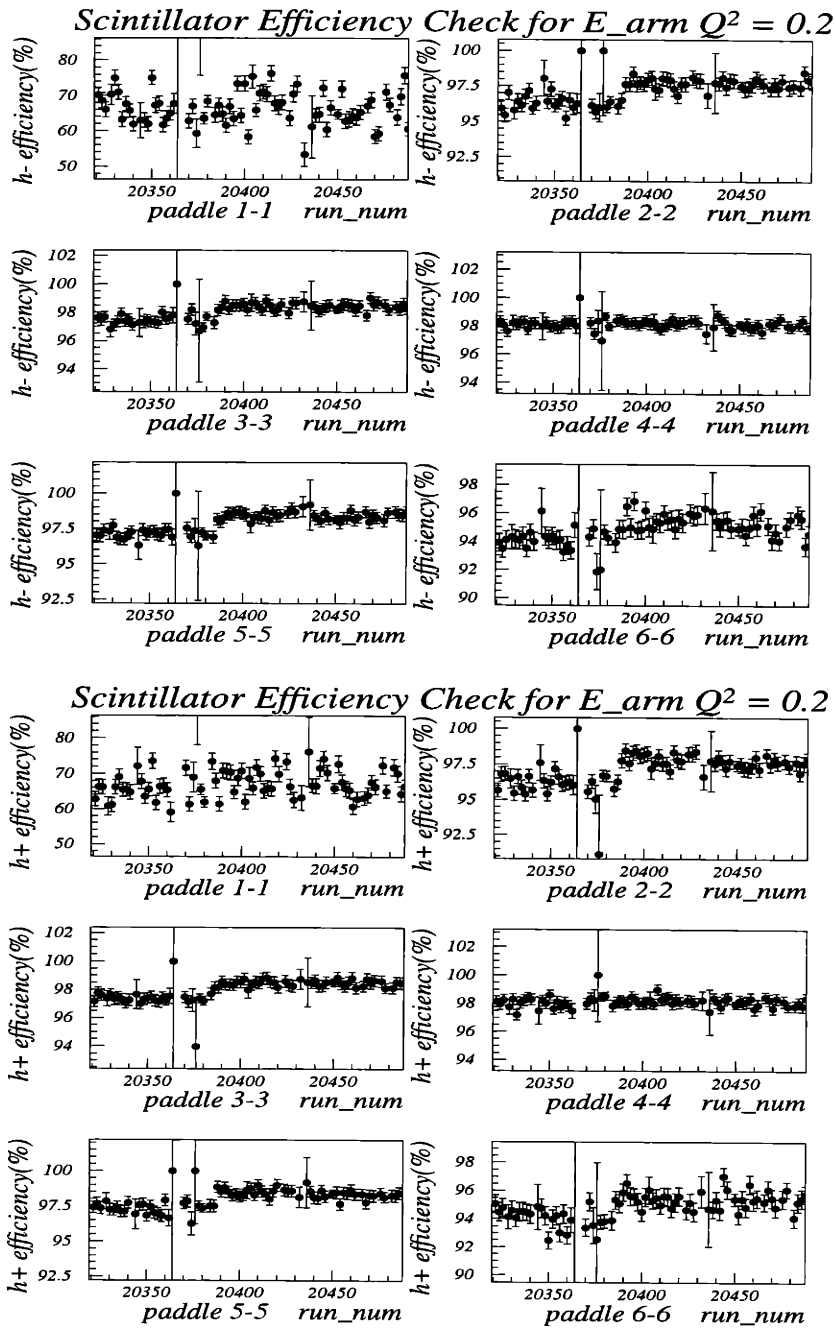 Scintillator Efficiency Check for E_arm Q² = 0.2
h- efficiency(%)
80
70
60
50
20350 20400 20450
paddle 1-1 run_num
h- efficiency(%)
100
97.5
95
92.5
20350 20400 20450
paddle 2-2 run_num
h- efficiency(%)
102
100
98
96
94
20350 20400 20450
paddle 3-3 run_num
h- efficiency(%)
102
100
98
96
94
20350 20400 20450
paddle 4-4 run_num
h- efficiency(%)
100
97.5
95
92.5
20350 20400 20450
paddle 5-5 run_num
h- efficiency(%)
96
94
92
90
20350 20400 20450
paddle 6-6 run_num
Scintillator Efficiency Check for E_arm Q² = 0.2
h+ efficiency(%)
80
70
60
50
20350 20400 20450
paddle 1-1 run_num
h+ efficiency(%)
100
97.5
95
92.5
20350 20400 20450
paddle 2-2 run_num
h+ efficiency(%)
102
100
98
96
94
20350 20400 20450
paddle 3-3 run_num
h+ efficiency(%)
102
100
98
96
94
20350 20400 20450
paddle 4-4 run_num
h+ efficiency(%)
100
97.5
95
92.5
20350 20400 20450
paddle 5-5 run_num
h+ efficiency(%)
98
96
94
92
90
20350 20400 20450
paddle 6-6 run_num